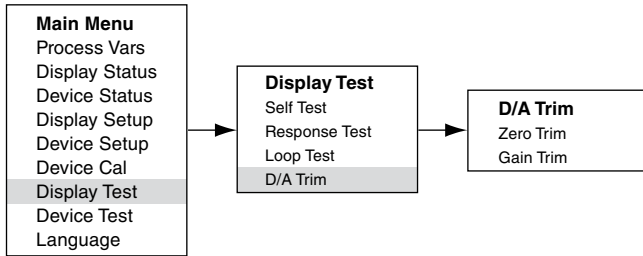 Main Menu
Process Vars
Display Status
Device Status
Display Setup
Device Setup
Device Cal
Display Test
Device Test
Language
Display Test
Self Test
Response Test
Loop Test
D/A Trim
D/A Trim
Zero Trim
Gain Trim